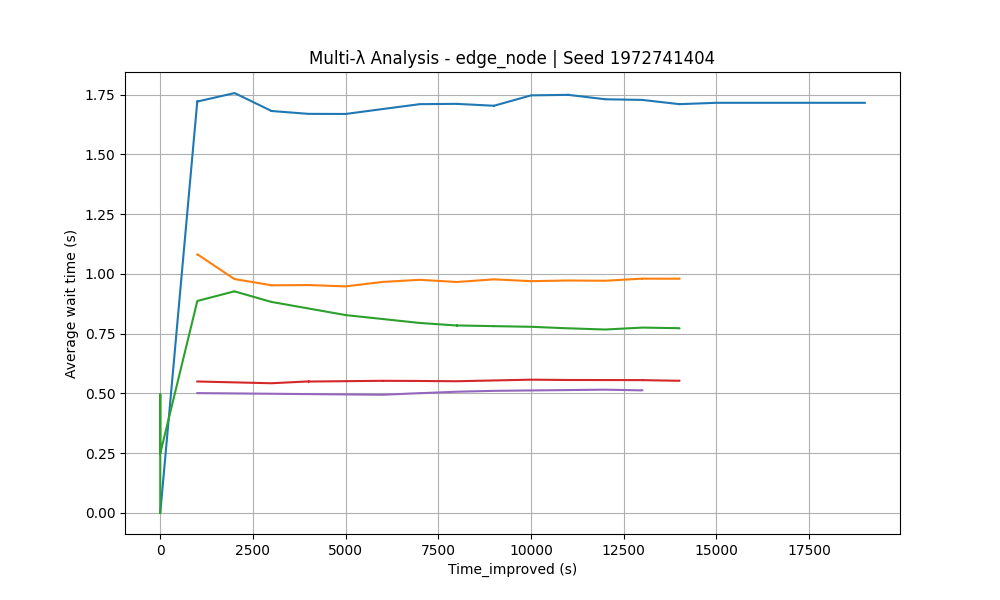 Multi-λ Analysis - edge_node | Seed 1972741404
Average wait time (s)
1.75
1.50
1.25
1.00
0.75
0.50
0.25
0.00
0 2500 5000 7500 10000 12500 15000 17500
Time_improved (s)